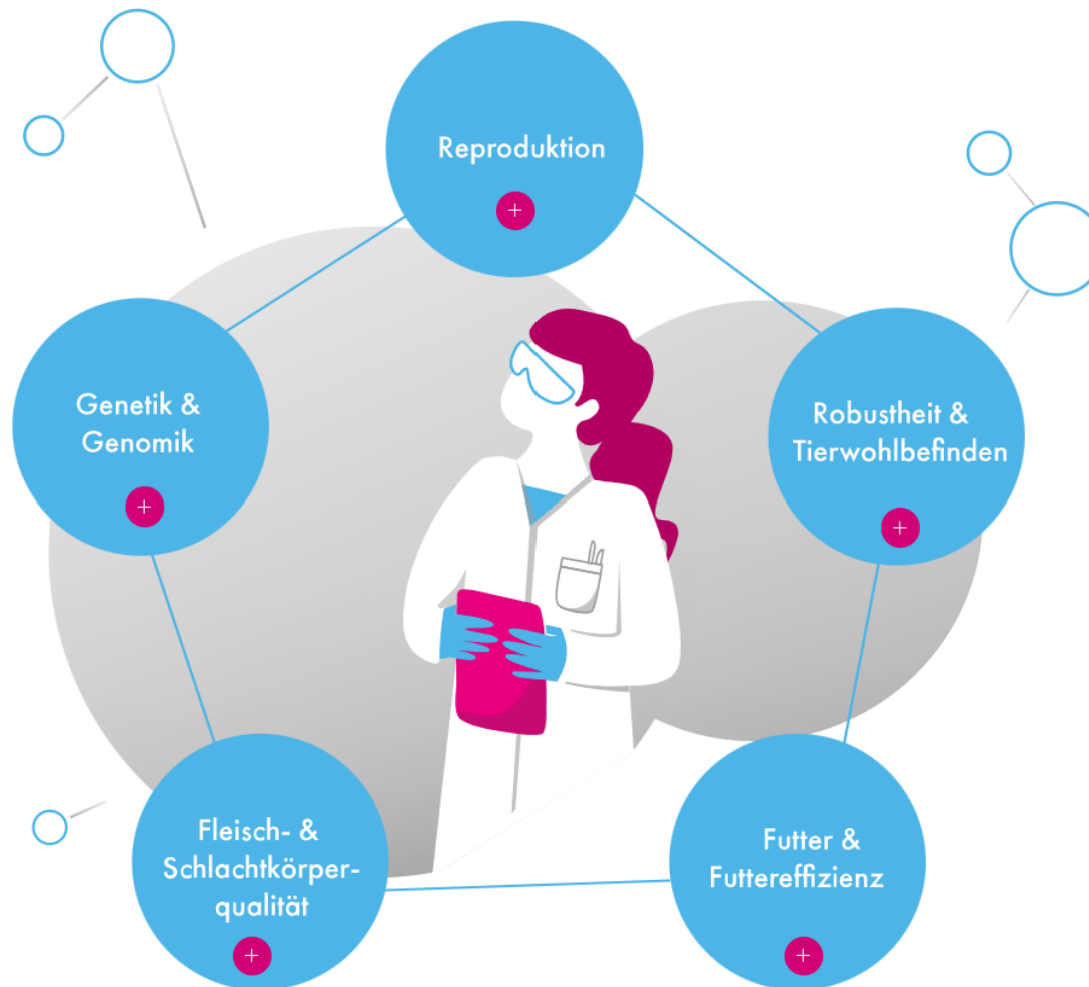 Reproduktion
+
Genetik &
Genomik
+
Robustheit &
Tierwohlbefinden
+
Fleisch- &
Schlachtkörper-
qualität
+
Futter &
Futtereffizienz
+